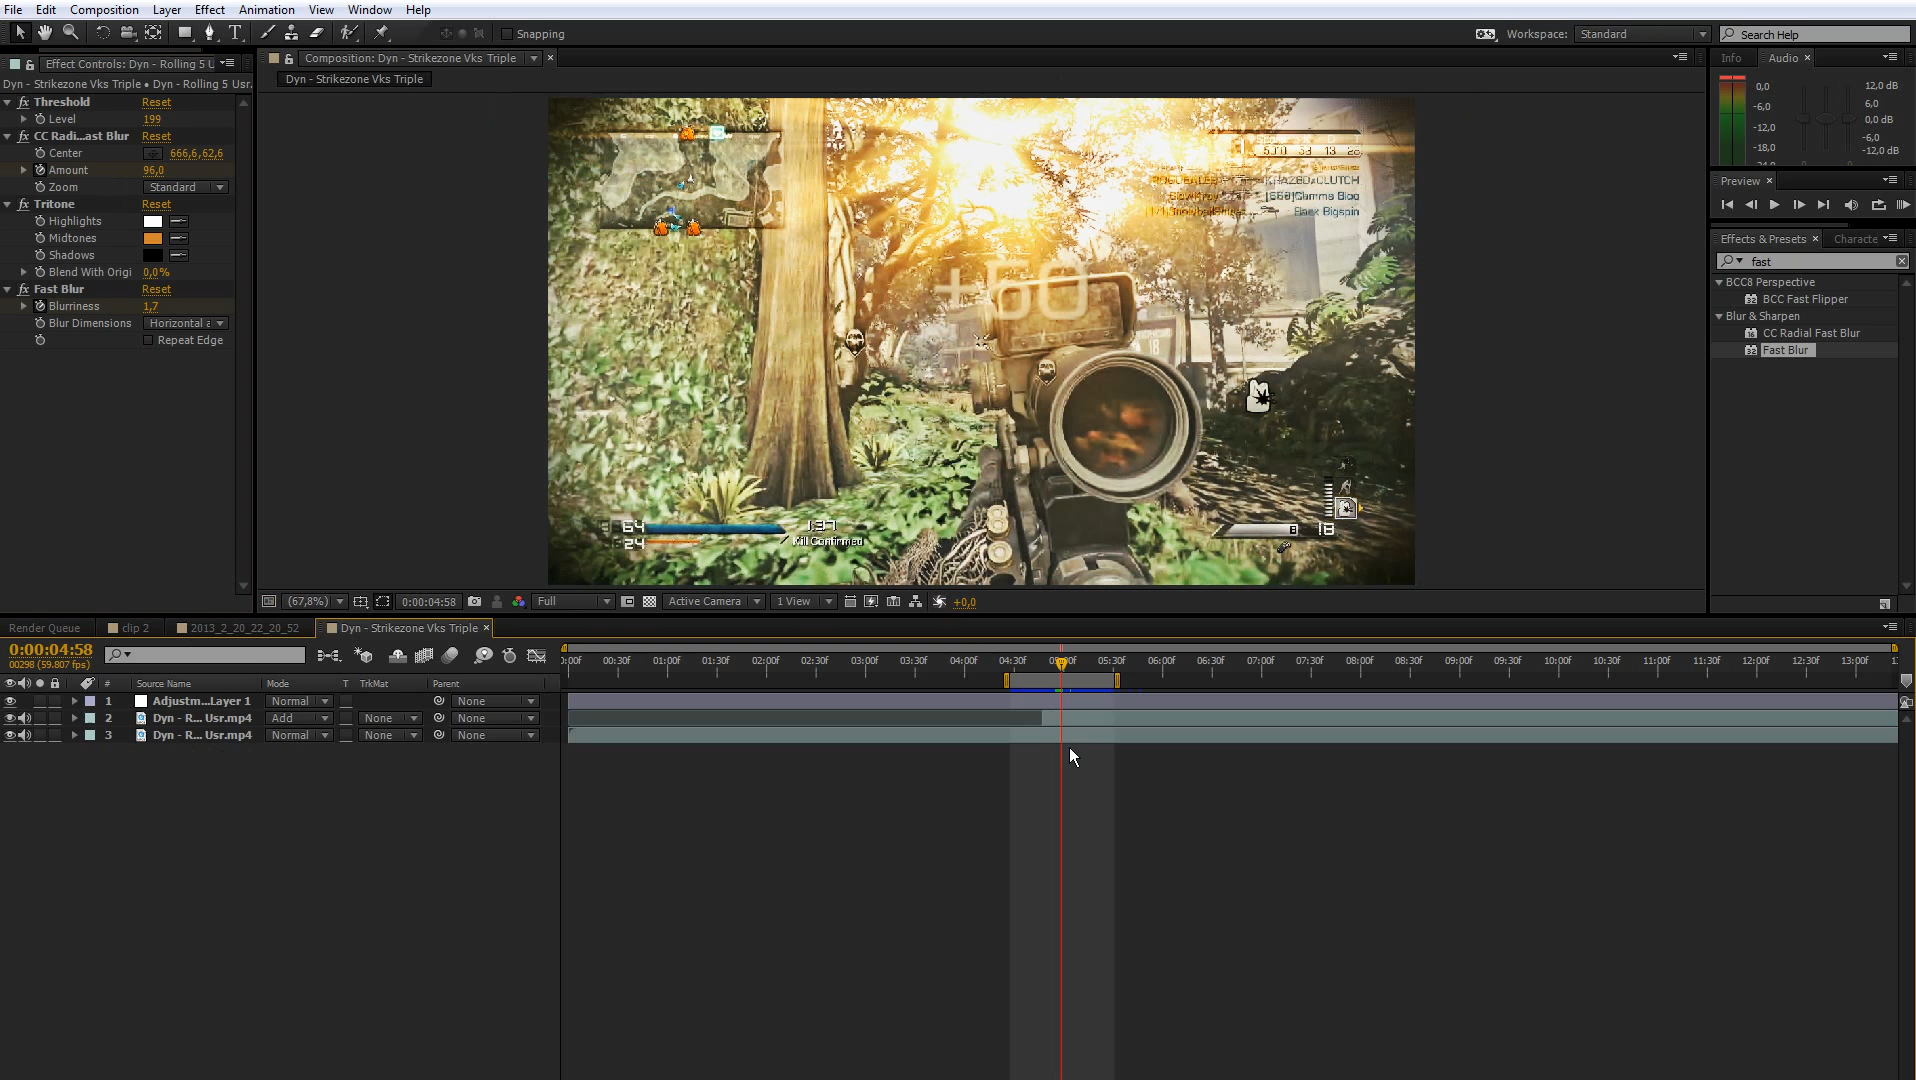 File Edit Composition Layer Effect Animation View Window Help
Snapping
Workspace: Standard
Search Help
Effect Controls: Dyn - Rolling 5 U
Composition: Dyn - Strikezone Vks Triple
Info Audio
Dyn - Strikezone Vks Triple • Dyn - Rolling 5 Usr.
Dyn - Strikezone Vks Triple
Threshold Reset
Level 199
CC Radi...ast Blur Reset
Center 666,6,62,6
Amount 96,0
Zoom Standard
Tritone Reset
Highlights
Midtones
Shadows
Blend With Origi 0,0%
Fast Blur Reset
Blurriness 1,7
Blur Dimensions Horizontal a
Repeat Edge
0,0 12,0 dB
-6,0 6,0
-12,0 0,0 dB
-18,0 -6,0
-24,0 -12,0 dB
Preview
Effects & Presets Characte
fast
BCC8 Perspective
BCC Fast Flipper
Blur & Sharpen
CC Radial Fast Blur
Fast Blur
KHAZEDxCLUTCH
Flack Bigspin
+50
18
64
24
1:37
Kill Confirmed
18
(67,8%) 0:00:04:58 Full Active Camera 1 View +0,0
Render Queue clip 2 2013_2_20_22_20_52 Dyn - Strikezone Vks Triple
0:00:04:58
00298 (59.807 fps)
:00f 00:30f 01:00f 01:30f 02:00f 02:30f 03:00f 03:30f 04:00f 04:30f 05:00f 05:30f 06:00f 06:30f 07:00f 07:30f 08:00f 08:30f 09:00f 09:30f 10:00f 10:30f 11:00f 11:30f 12:00f 12:30f 13:00f
# Source Name Mode T TrkMat Parent
1 Adjustm...Layer 1 Normal None
2 Dyn - R... Usr.mp4 Add None None
3 Dyn - R... Usr.mp4 Normal None None